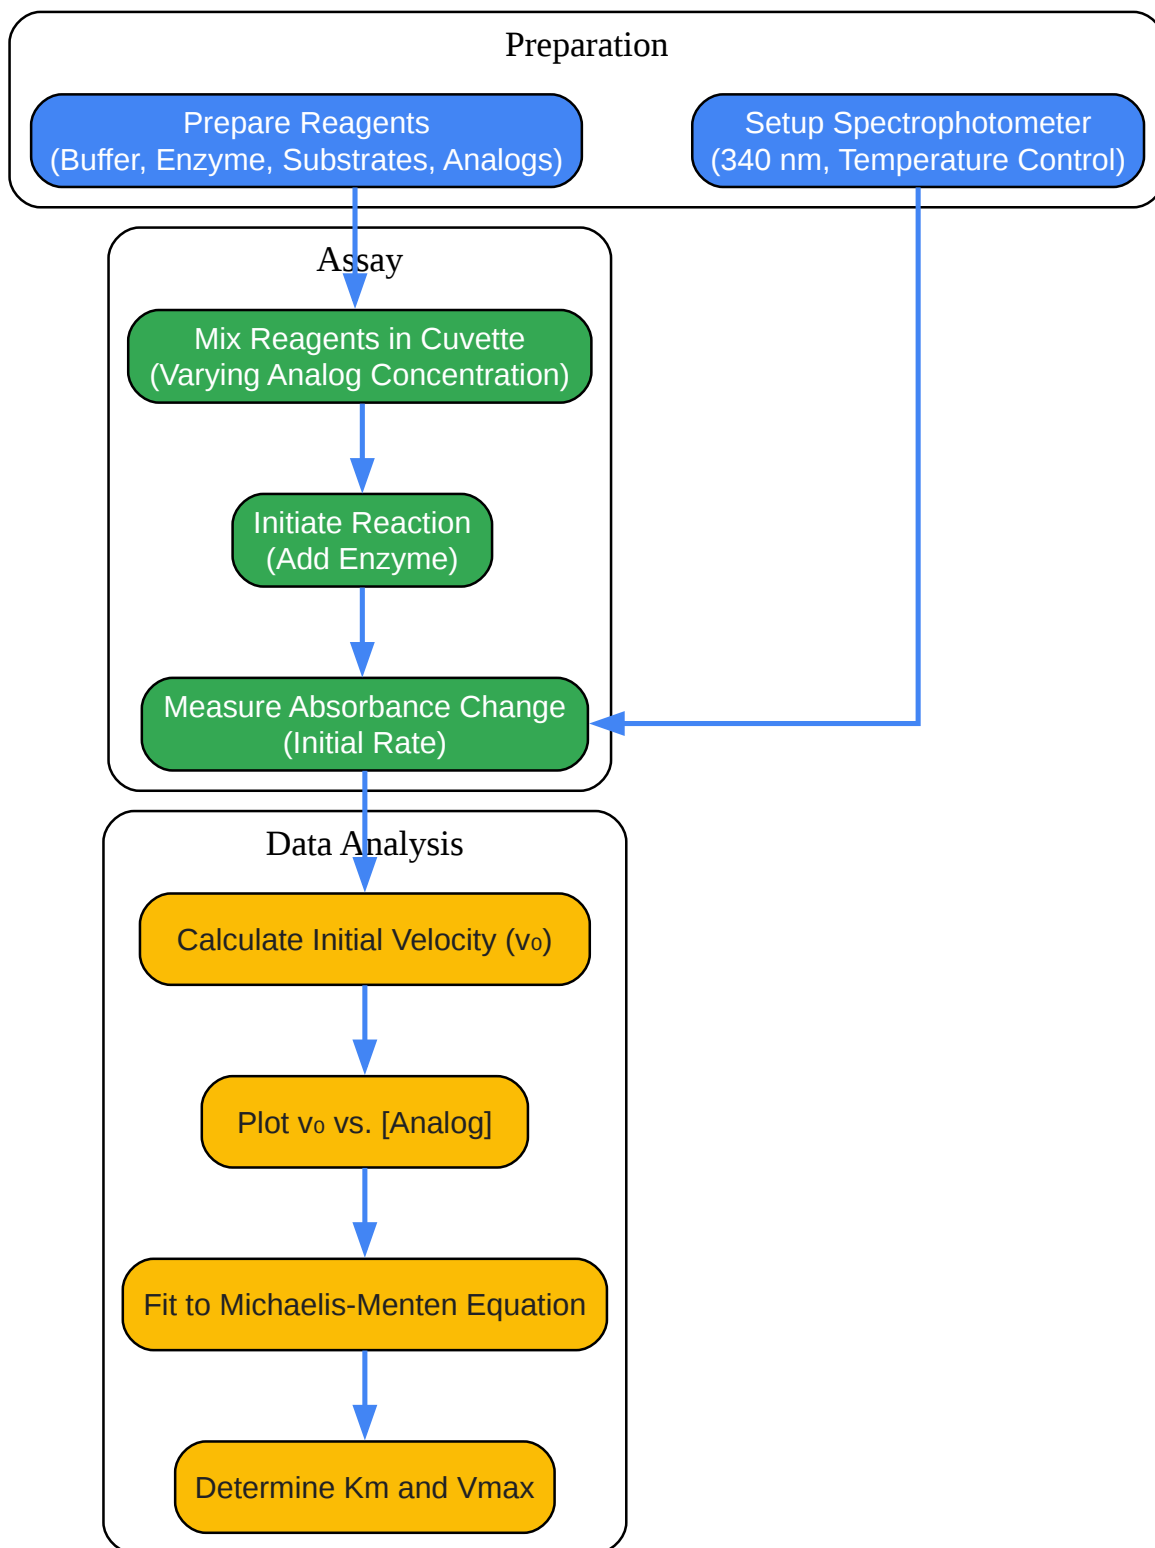 Preparation
Prepare Reagents
(Buffer, Enzyme, Substrates, Analogs)
Setup Spectrophotometer
(340 nm, Temperature Control)
Assay
Mix Reagents in Cuvette
(Varying Analog Concentration)
Initiate Reaction
(Add Enzyme)
Measure Absorbance Change
(Initial Rate)
Data Analysis
Calculate Initial Velocity (v₀)
Plot v₀ vs. [Analog]
Fit to Michaelis-Menten Equation
Determine Km and Vmax